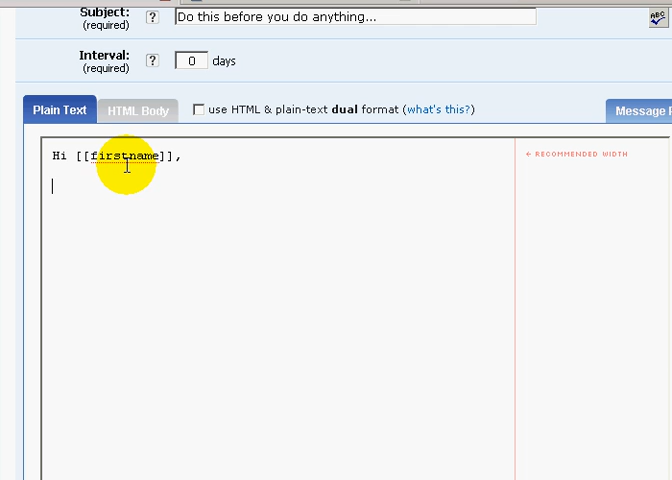 Subject:
(required)
?
Do this before you do anything...
ABC
Interval:
(required)
?
0 days
Plain Text
HTML Body
use HTML & plain-text dual format (what's this?)
Message
Hi [[firstname]],
← RECOMMENDED WIDTH